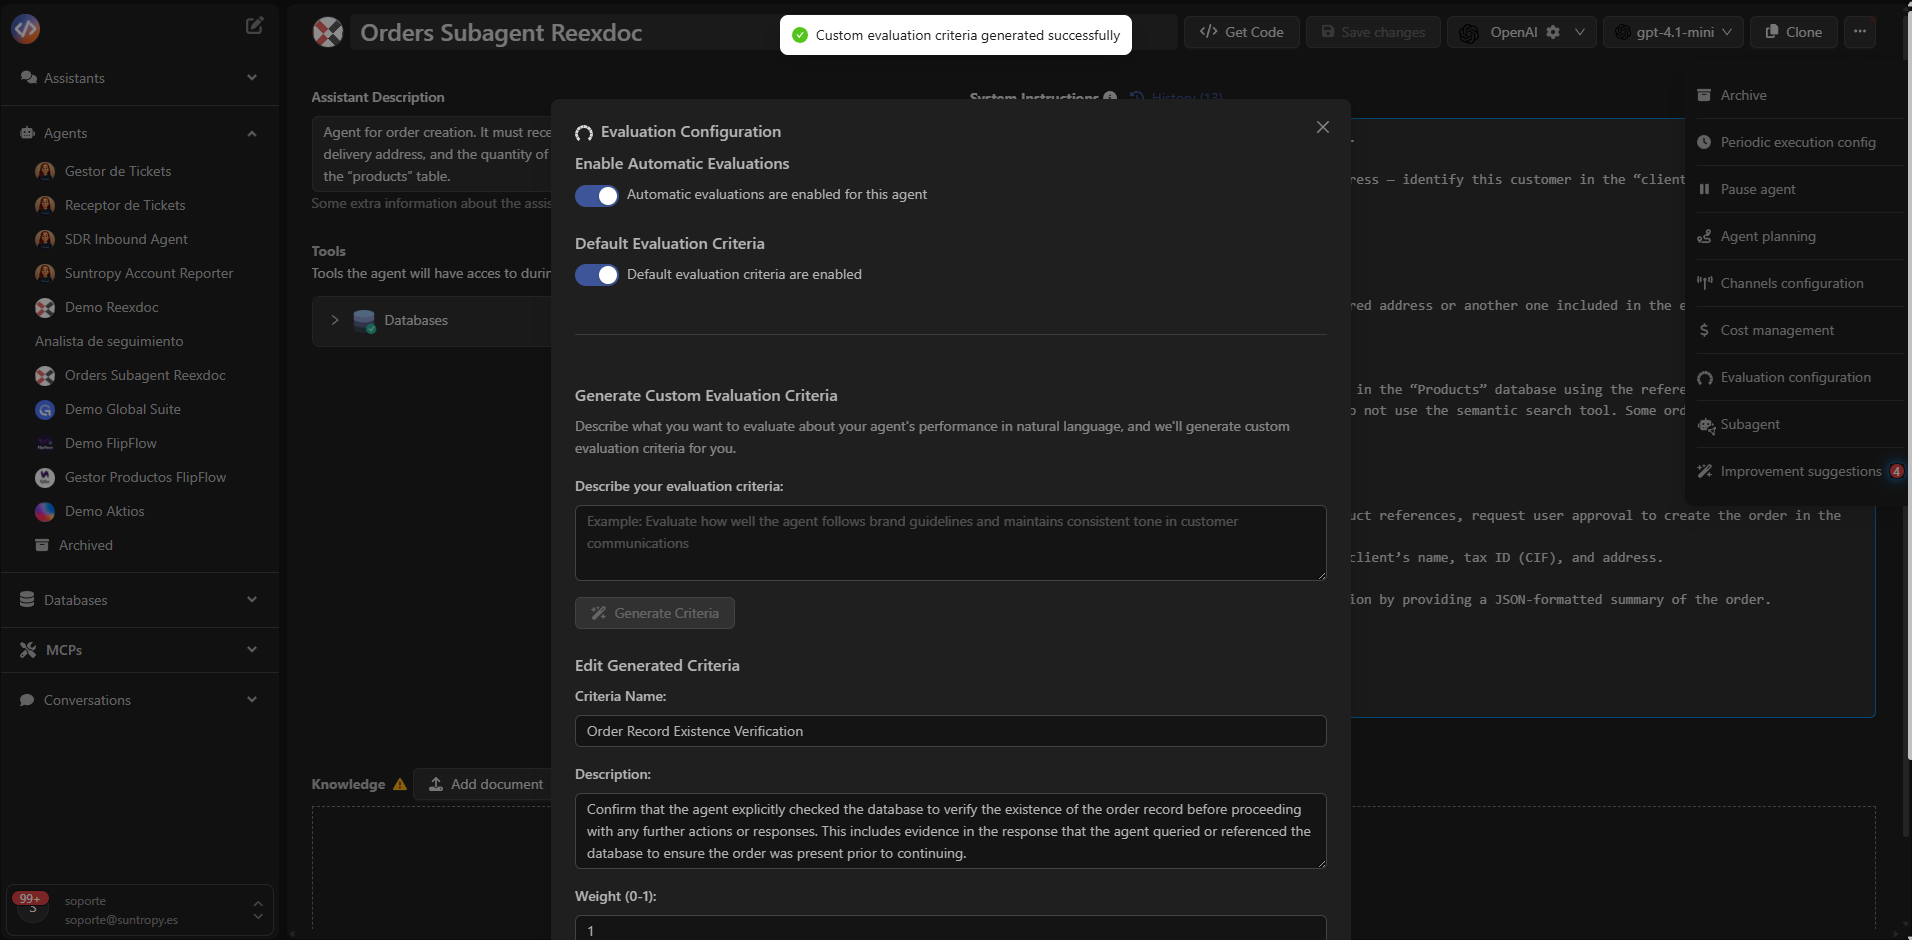 Orders Subagent Reexdoc
Custom evaluation criteria generated successfully
Get Code
Save changes
OpenAI
gpt-4.1-mini
Clone
Assistants
Agents
Gestor de Tickets
Receptor de Tickets
SDR Inbound Agent
Suntropy Account Reporter
Demo Reexdoc
Analista de seguimiento
Orders Subagent Reexdoc
Demo Global Suite
Demo FlipFlow
Gestor Productos FlipFlow
Demo Aktios
Archived
Databases
MCPs
Conversations
99+
S
soporte
soporte@suntropy.es
Assistant Description
Agent for order creation. It must rece
delivery address, and the quantity of
the "products" table.
Some extra information about the assis
Tools
Tools the agent will have acces to durin
Databases
Knowledge
Add document
System Instructions
History (13)
Evaluation Configuration
Enable Automatic Evaluations
Automatic evaluations are enabled for this agent
Default Evaluation Criteria
Default evaluation criteria are enabled
Generate Custom Evaluation Criteria
Describe what you want to evaluate about your agent's performance in natural language, and we'll generate custom
evaluation criteria for you.
Describe your evaluation criteria:
Example: Evaluate how well the agent follows brand guidelines and maintains consistent tone in customer
communications
Generate Criteria
Edit Generated Criteria
Criteria Name:
Order Record Existence Verification
Description:
Confirm that the agent explicitly checked the database to verify the existence of the order record before proceeding
with any further actions or responses. This includes evidence in the response that the agent queried or referenced the
database to ensure the order was present prior to continuing.
Weight (0-1):
1
ress — identify this customer in the “client
red address or another one included in the e
in the “Products” database using the refere
o not use the semantic search tool. Some ord
uct references, request user approval to create the order in the
client’s name, tax ID (CIF), and address.
ion by providing a JSON-formatted summary of the order.
Archive
Periodic execution config
Pause agent
Agent planning
Channels configuration
Cost management
Evaluation configuration
Subagent
Improvement suggestions
4